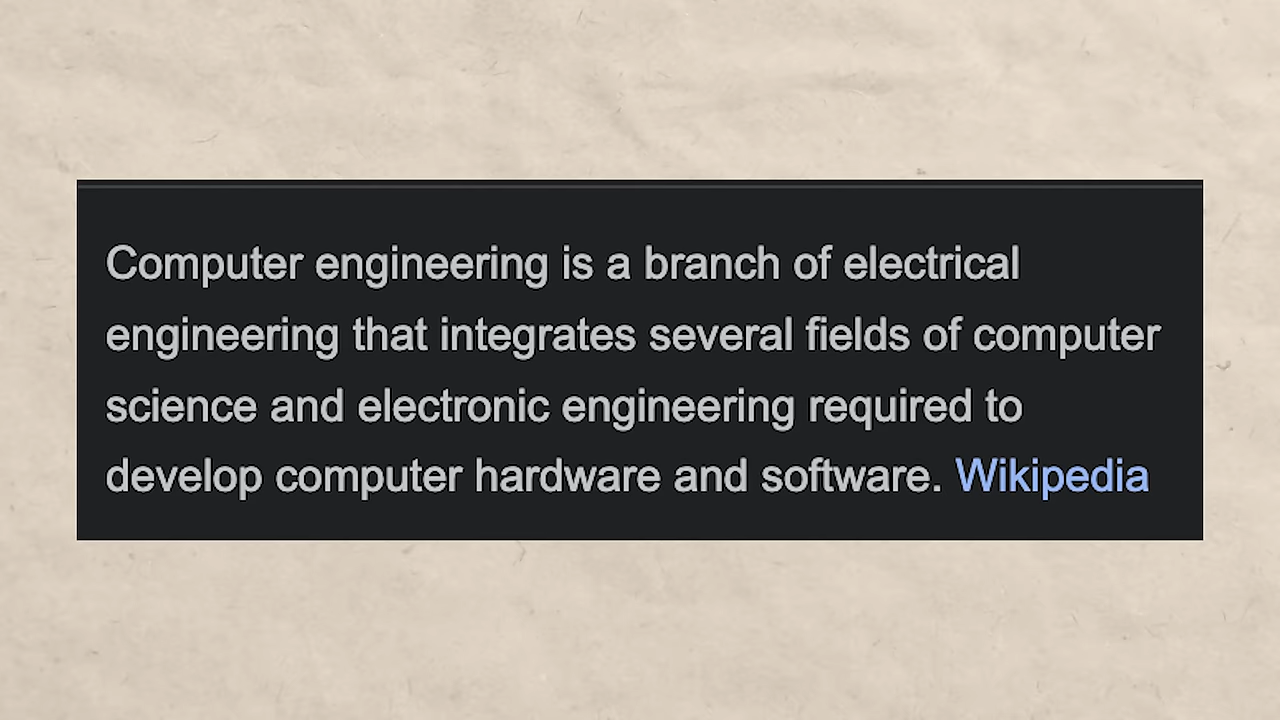 Computer engineering is a branch of electrical
engineering that integrates several fields of computer
science and electronic engineering required to
develop computer hardware and software. Wikipedia